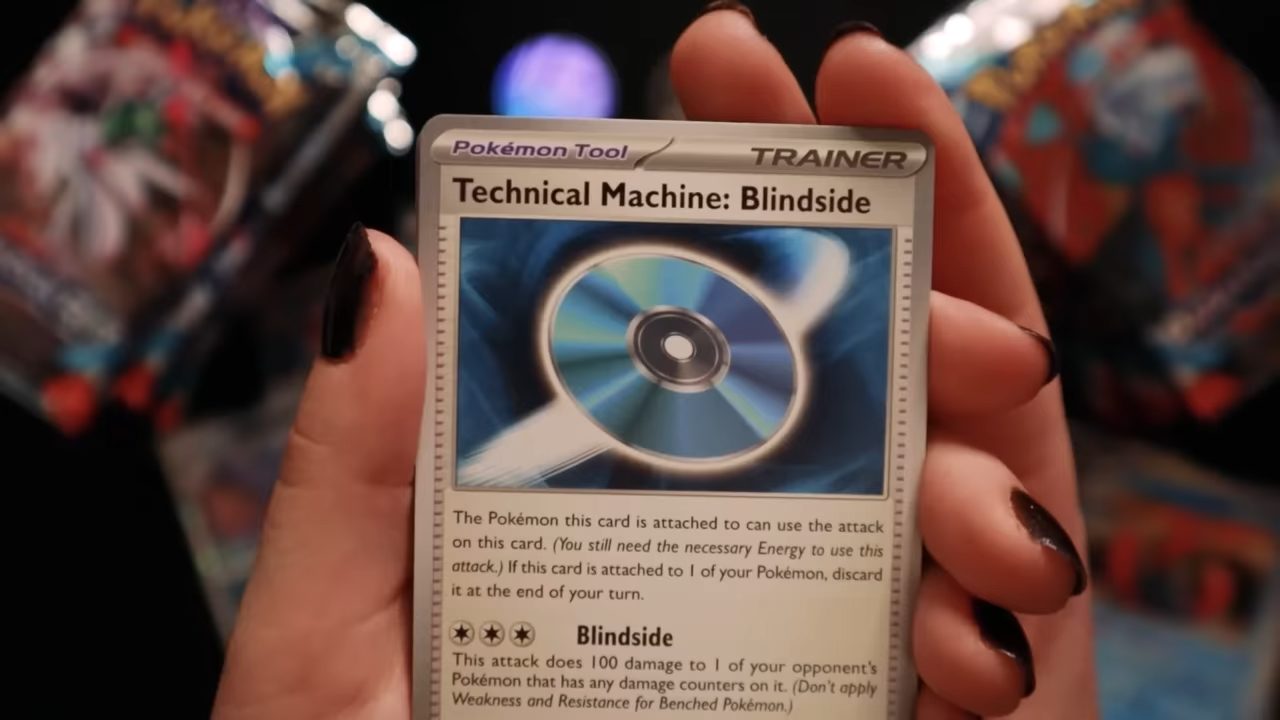 Pokémon Tool
TRAINER
Technical Machine: Blindside
The Pokémon this card is attached to can use the attack
on this card. (You still need the necessary Energy to use this
attack.) If this card is attached to 1 of your Pokémon, discard
it at the end of your turn.
Blindside
This attack does 100 damage to 1 of your opponent's
Pokémon that has any damage counters on it. (Don't apply
Weakness and Resistance for Benched Pokémon.)